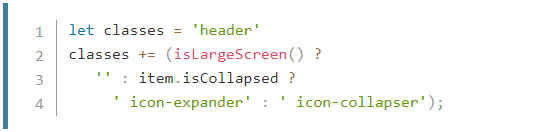 1 let classes = 'header'
2 classes += (isLargeScreen() ?
3    '' : item.isCollapsed ?
4      ' icon-expander' : ' icon-collapser');